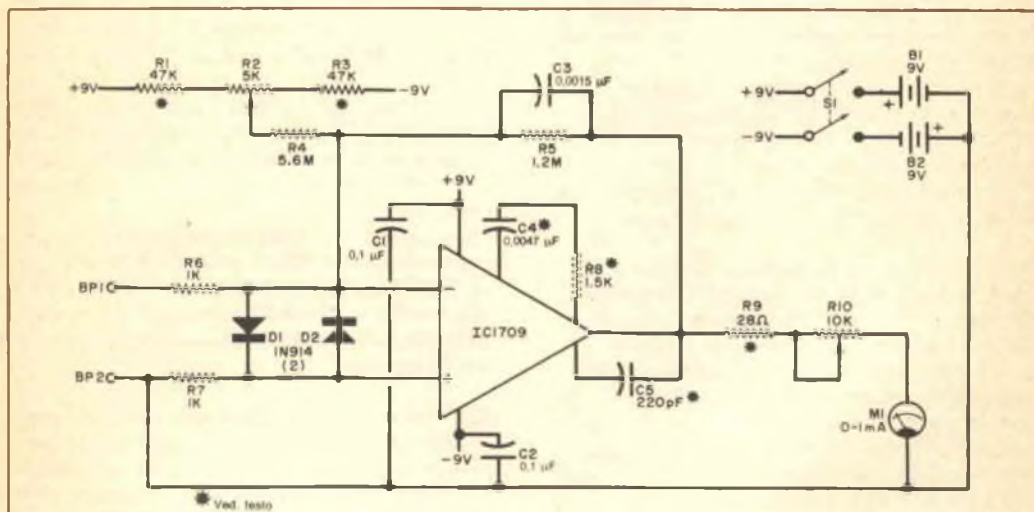 R1
47K
R2
5K
R3
47K
+9V
-9V
R4
5.6M
C3
0,0015 µF
R5
1.2M
+9V
-9V
S1
B1
9V
+
+
B2
9V
+9V
C1
0,1 µF
C4
0,0047 µF
R8
1.5K
R6
1K
BP1
D1
D2
1N914
(2)
BP2
R7
1K
IC1709
R9
28Ω
R10
10K
C5
220pF
M1
0-1mA
-9V
C2
0,1 µF
Ved. testo